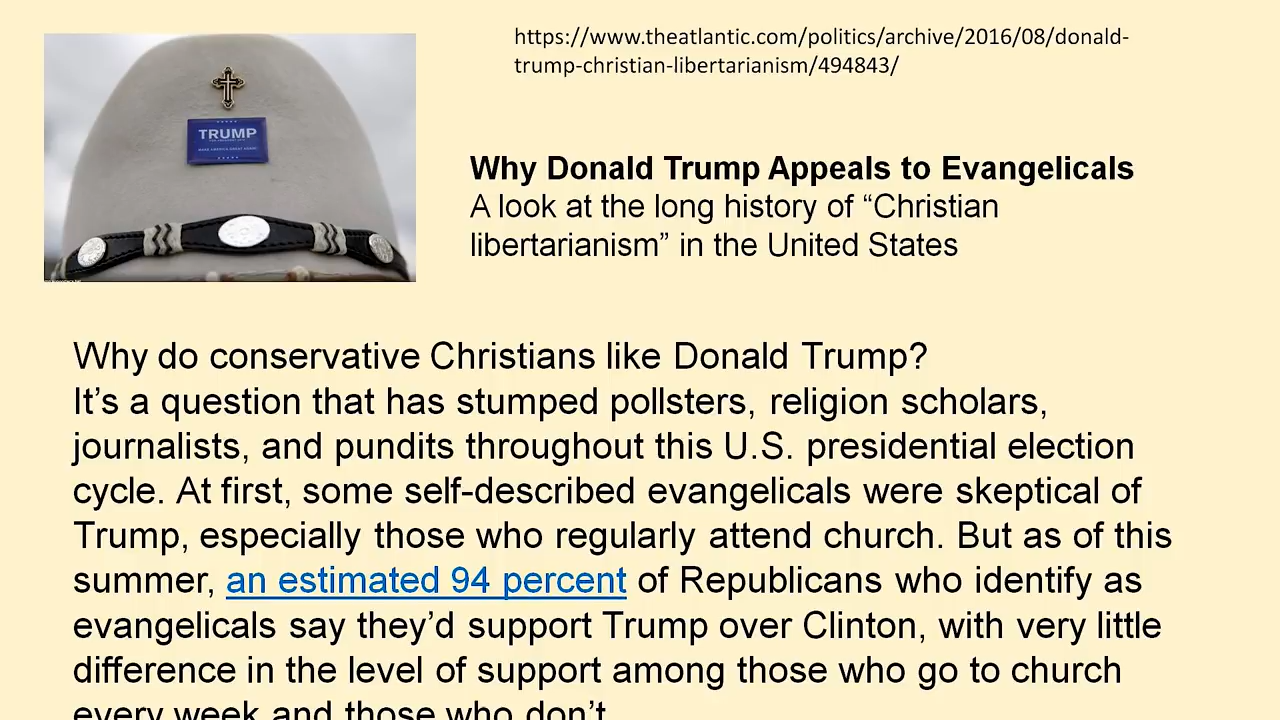 https://www.theatlantic.com/politics/archive/2016/08/donald-
trump-christian-libertarianism/494843/
TRUMP
MAKE AMERICA GREAT AGAIN!
Why Donald Trump Appeals to Evangelicals
A look at the long history of “Christian
libertarianism” in the United States
Why do conservative Christians like Donald Trump?
It’s a question that has stumped pollsters, religion scholars,
journalists, and pundits throughout this U.S. presidential election
cycle. At first, some self-described evangelicals were skeptical of
Trump, especially those who regularly attend church. But as of this
summer, an estimated 94 percent of Republicans who identify as
evangelicals say they’d support Trump over Clinton, with very little
difference in the level of support among those who go to church
every week and those who don’t.